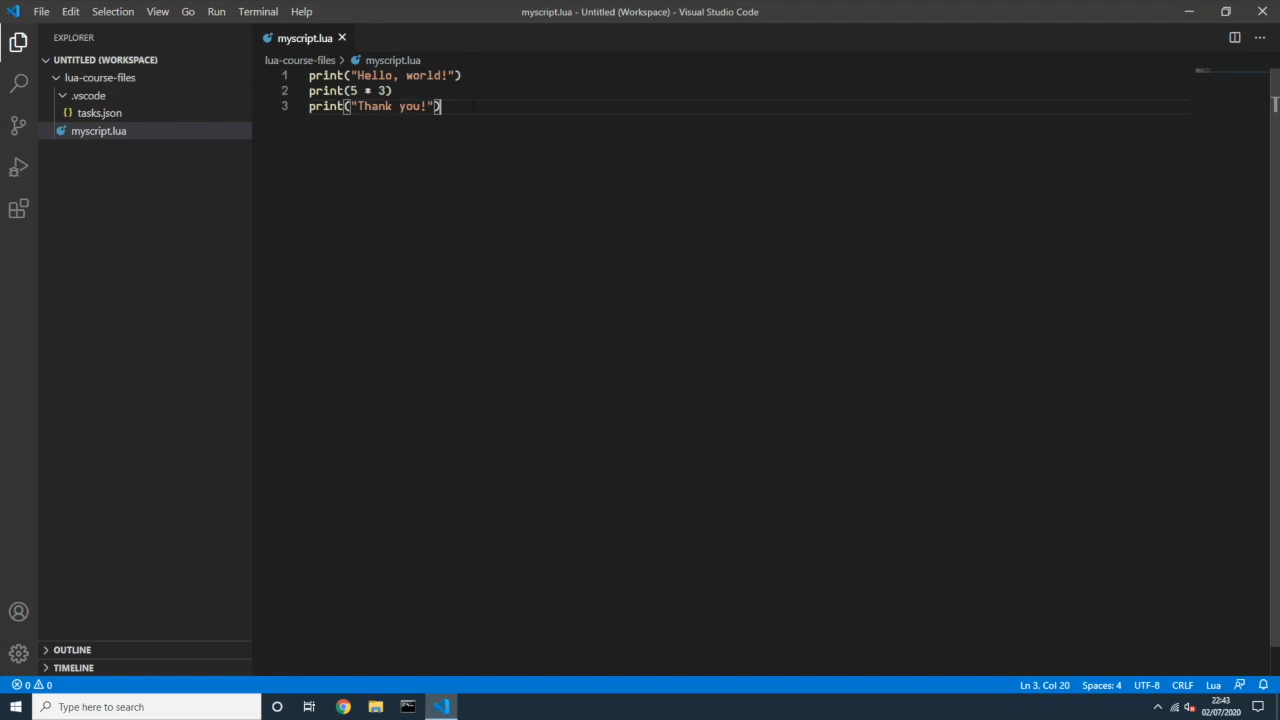 File Edit Selection View Go Run Terminal Help
myscript.lua - Untitled (Workspace) - Visual Studio Code
EXPLORER
UNTITLED (WORKSPACE)
lua-course-files
.vscode
{} tasks.json
myscript.lua
myscript.lua
lua-course-files > myscript.lua
1 print("Hello, world!")
2 print(5 * 3)
3 print("Thank you!")
OUTLINE
TIMELINE
0 0
Ln 3, Col 20 Spaces: 4 UTF-8 CRLF Lua
Type here to search
22:43
02/07/2020